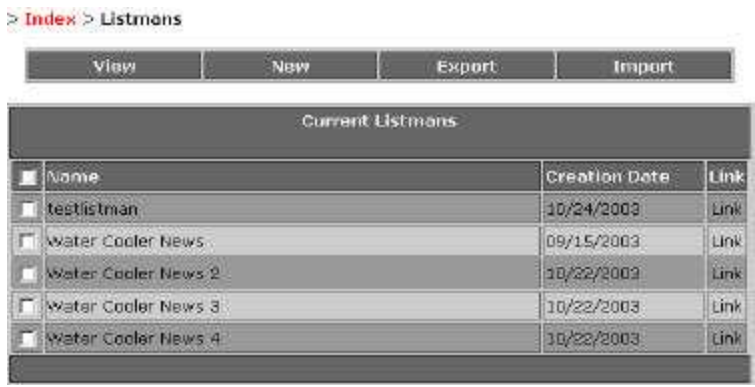 > Index > Listmans
View New Export Import
Current Listmans
Name Creation Date Link
testlistman 10/24/2003 Link
Water Cooler News 09/15/2003 Link
Water Cooler News 2 10/22/2003 Link
Water Cooler News 3 10/22/2003 Link
Water Cooler News 4 10/22/2003 Link